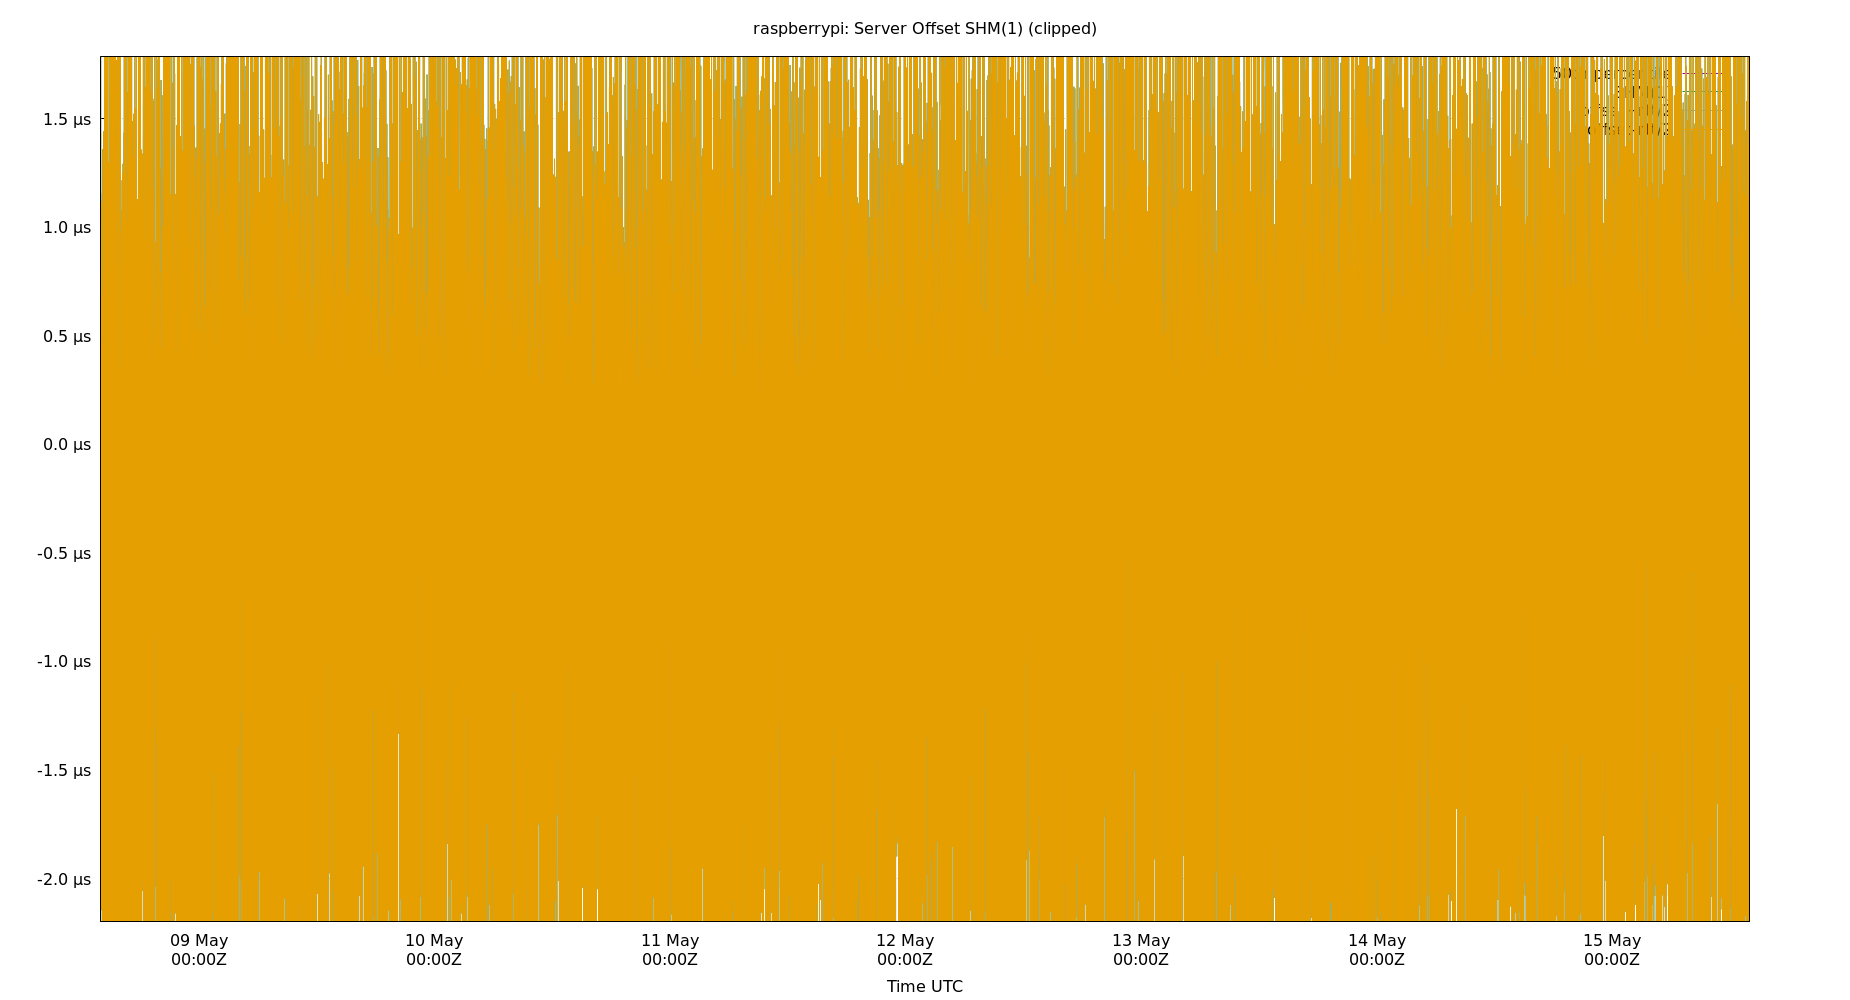 raspberrypi: Server Offset SHM(1) (clipped)
1.5 µs
1.0 µs
0.5 µs
0.0 µs
-0.5 µs
-1.0 µs
-1.5 µs
-2.0 µs
09 May 10 May 11 May 12 May 13 May 14 May 15 May
00:00Z 00:00Z 00:00Z 00:00Z 00:00Z 00:00Z 00:00Z
Time UTC